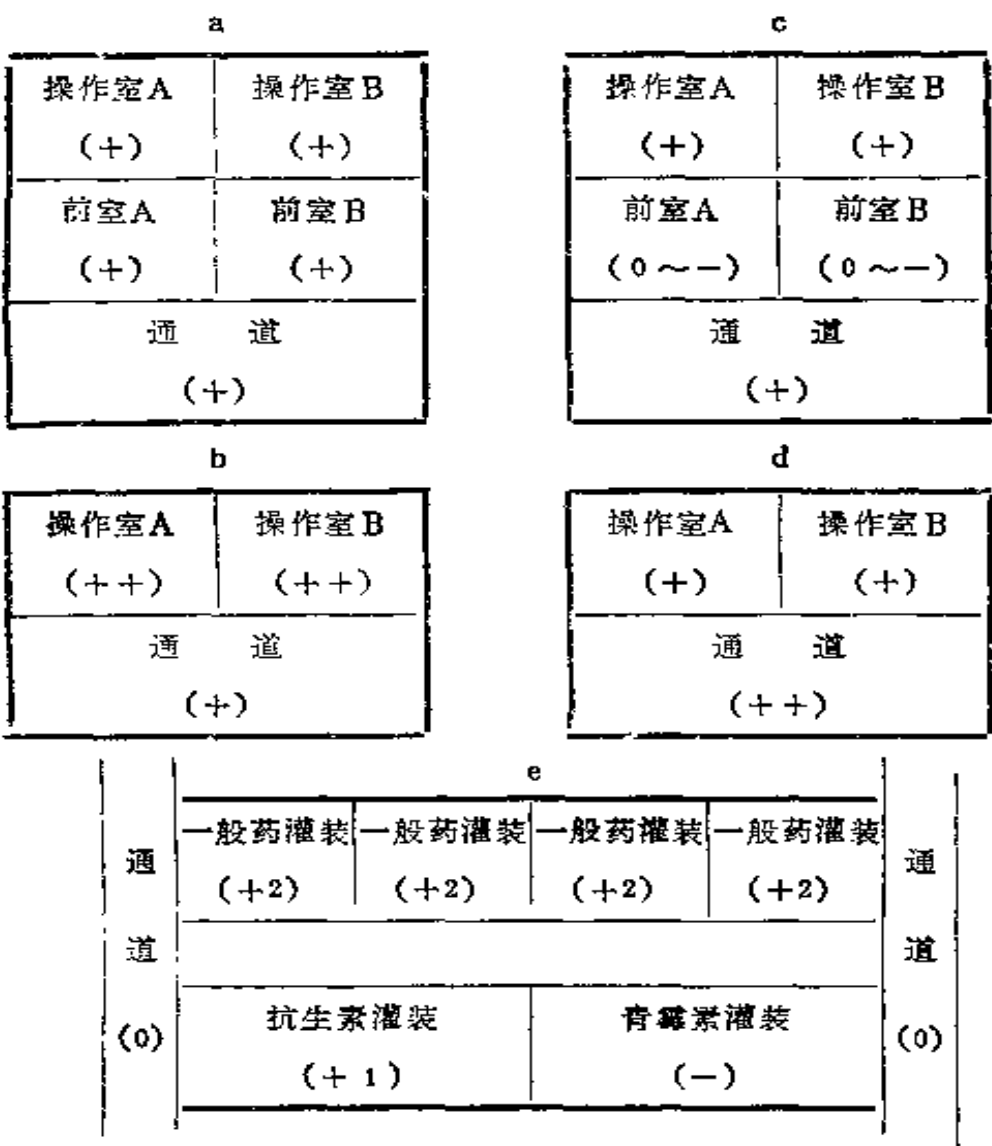 a
操作室A 操作室B
(+) (+)
前室A 前室B
(+) (+)
通 道
(+)
c
操作室A 操作室B
(+) (+)
前室A 前室B
(0~-) (0~-)
通 道
(+)
b
操作室A 操作室B
(++) (++)
通 道
(+)
d
操作室A 操作室B
(+) (+)
通 道
(++)
e
通道(0)
一般药灌装 一般药灌装 一般药灌装 一般药灌装
(+2) (+2) (+2) (+2)
抗生素灌装 青霉素灌装
(+1) (-)
通道(0)